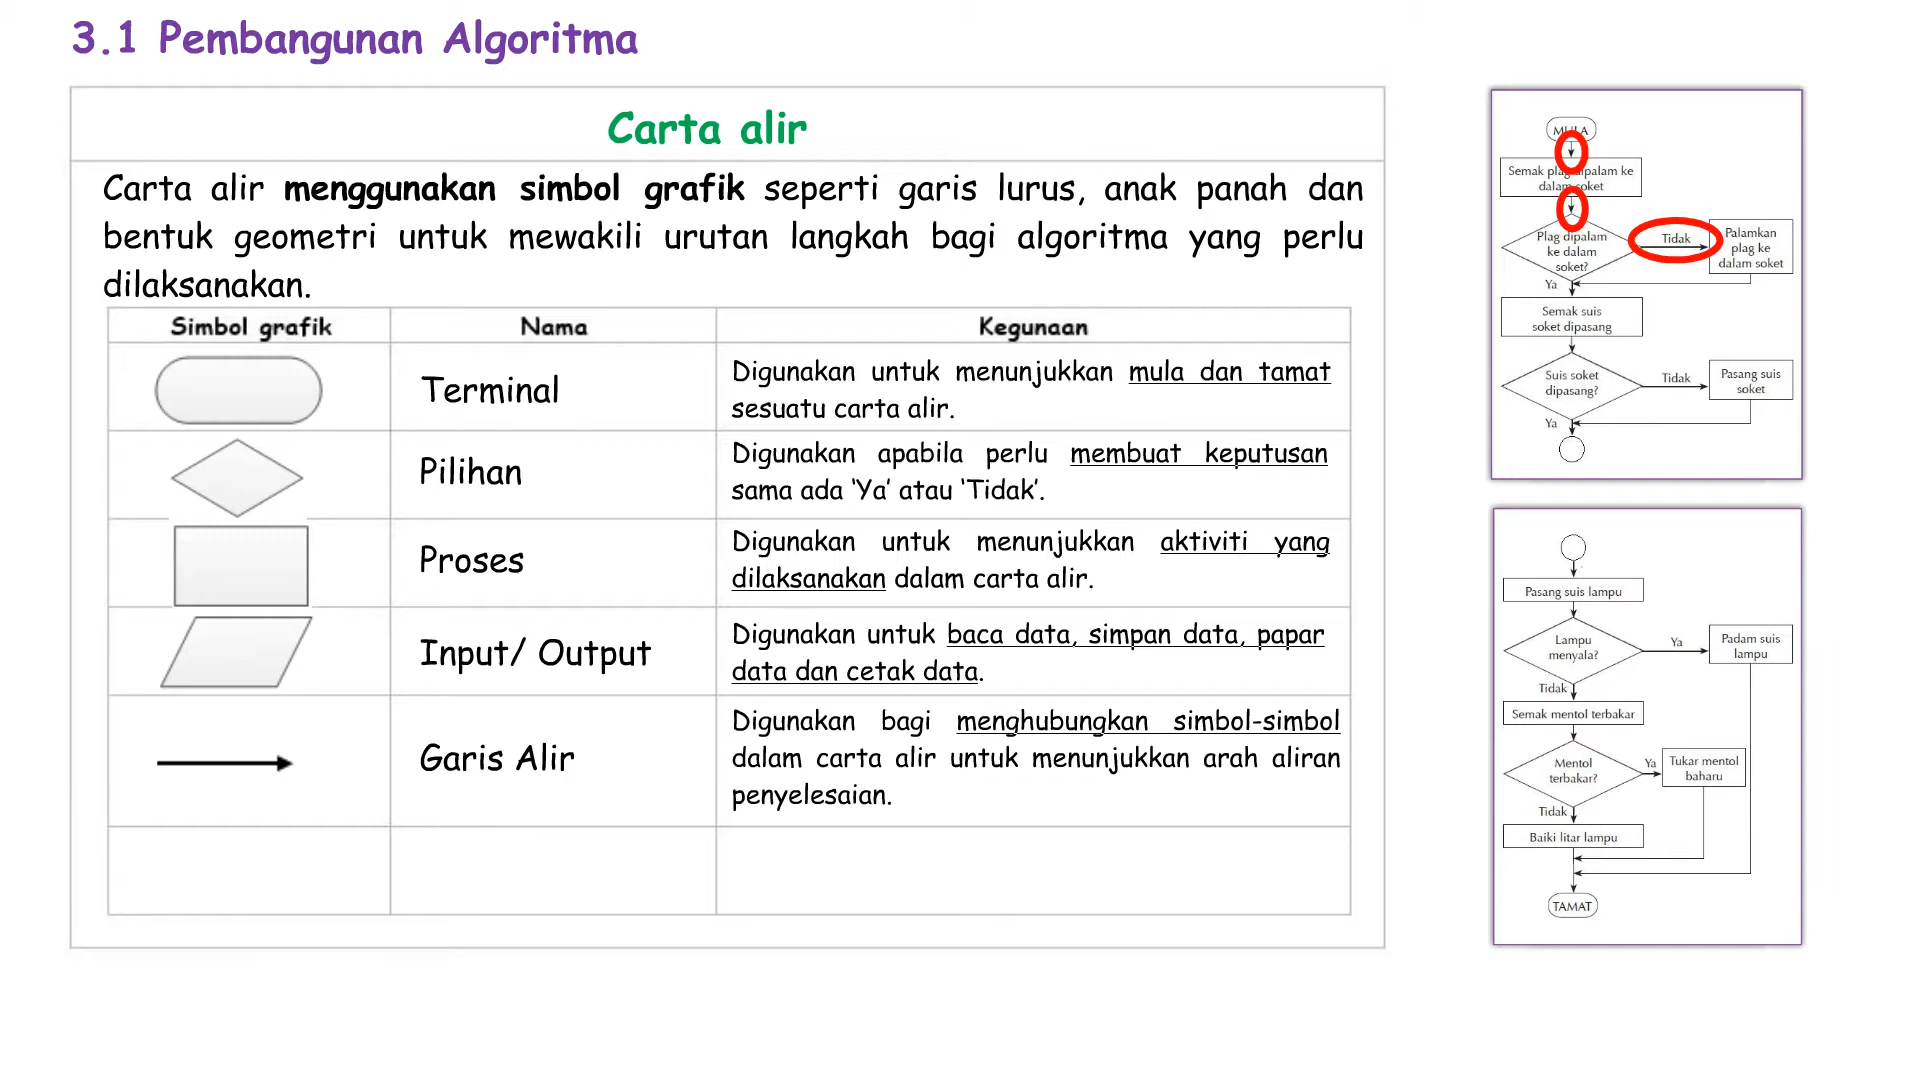 3.1 Pembangunan Algoritma
Carta alir
Carta alir menggunakan simbol grafik seperti garis lurus, anak panah dan
bentuk geometri untuk mewakili urutan langkah bagi algoritma yang perlu
dilaksanakan.
Simbol grafik Nama Kegunaan
Terminal
Digunakan untuk menunjukkan mula dan tamat
sesuatu carta alir.
Pilihan
Digunakan apabila perlu membuat keputusan
sama ada ‘Ya’ atau ‘Tidak’.
Proses
Digunakan untuk menunjukkan aktiviti yang
dilaksanakan dalam carta alir.
Input/ Output
Digunakan untuk baca data, simpan data, papar
data dan cetak data.
Garis Alir
Digunakan bagi menghubungkan simbol-simbol
dalam carta alir untuk menunjukkan arah aliran
penyelesaian.
MULA
Semak plag dipalam ke
dalam soket
Plag dipalam
ke dalam
soket?
Tidak
Palamkan
plag ke
dalam soket
Ya
Semak suis
soket dipasang
Suis soket
dipasang?
Tidak
Pasang suis
soket
Ya
Pasang suis lampu
Lampu
menyala?
Ya
Padam suis
lampu
Tidak
Semak mentol terbakar
Mentol
terbakar?
Ya
Tukar mentol
baharu
Tidak
Baiki litar lampu
TAMAT